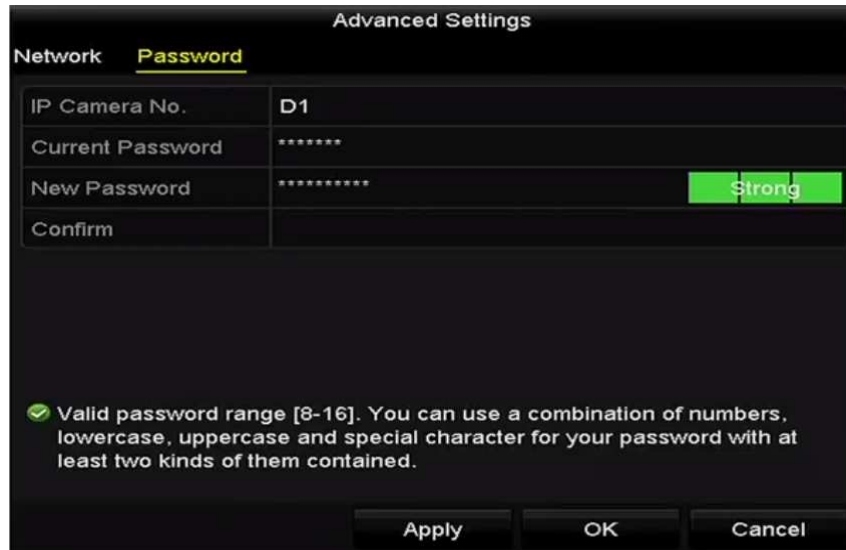 Advanced Settings
Network Password
IP Camera No. D1
Current Password *******
New Password ********** Strong
Confirm
Valid password range [8-16]. You can use a combination of numbers,
lowercase, uppercase and special character for your password with at
least two kinds of them contained.
Apply OK Cancel